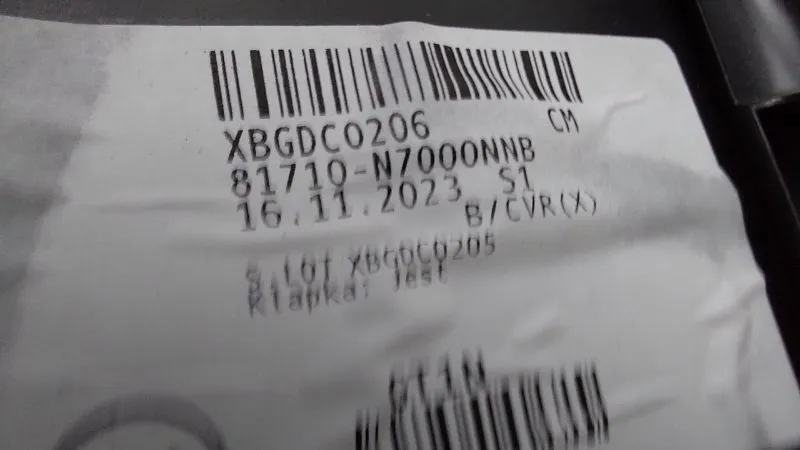 XBGDC0206 CM
81710-N7000NNB
16.11.2023 S1
B/CVR(X)
XBGDC0205
Klapka: Jest